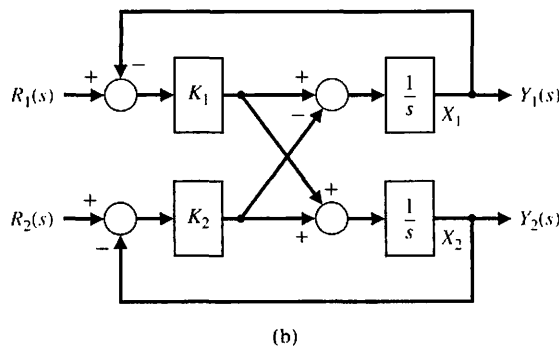 −
+
R₁(s)
K₁
+
−
1/s
X₁
Y₁(s)
+
R₂(s)
−
K₂
+
+
1/s
X₂
Y₂(s)
(b)